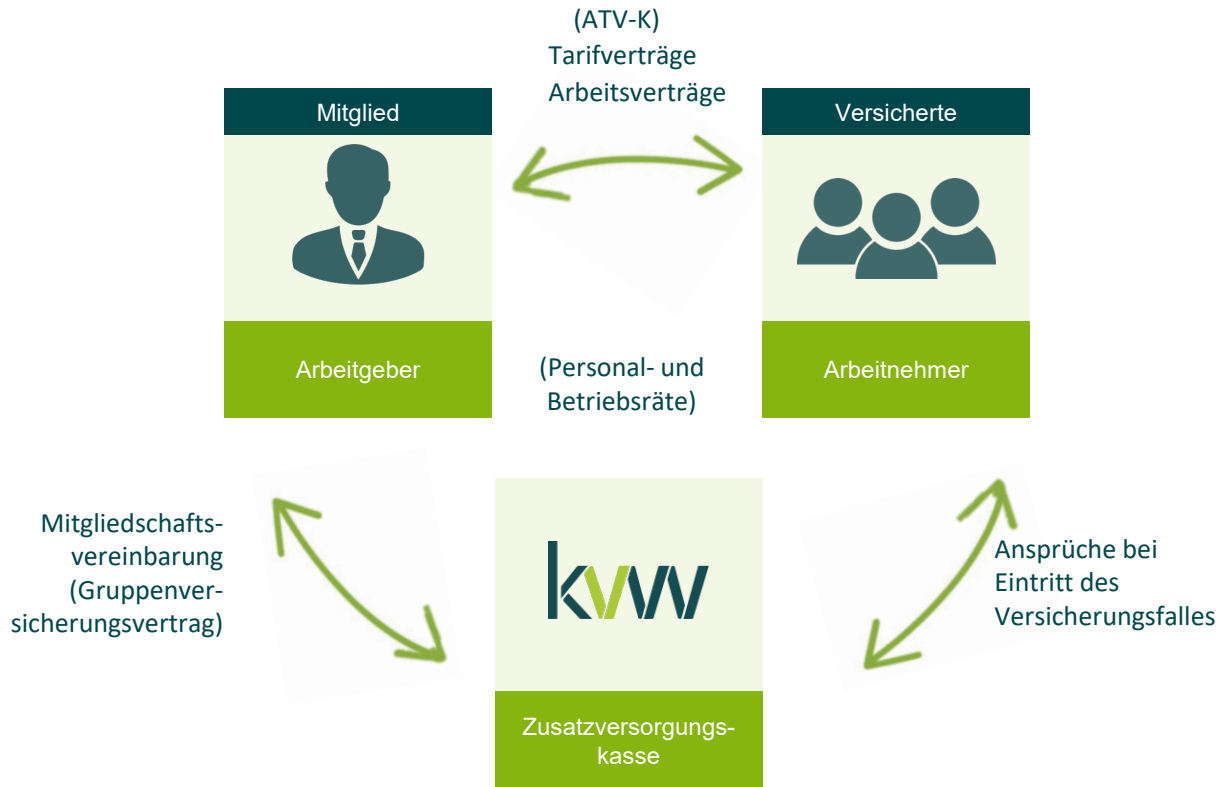 (ATV-K)
Tarifverträge
Arbeitsverträge
Mitglied
Versicherte
Arbeitgeber
(Personal- und
Betriebsräte)
Arbeitnehmer
Mitgliedschafts-
vereinbarung
(Gruppenver-
sicherungsvertrag)
kvw
Ansprüche bei
Eintritt des
Versicherungsfalles
Zusatzversorgungs-
kasse